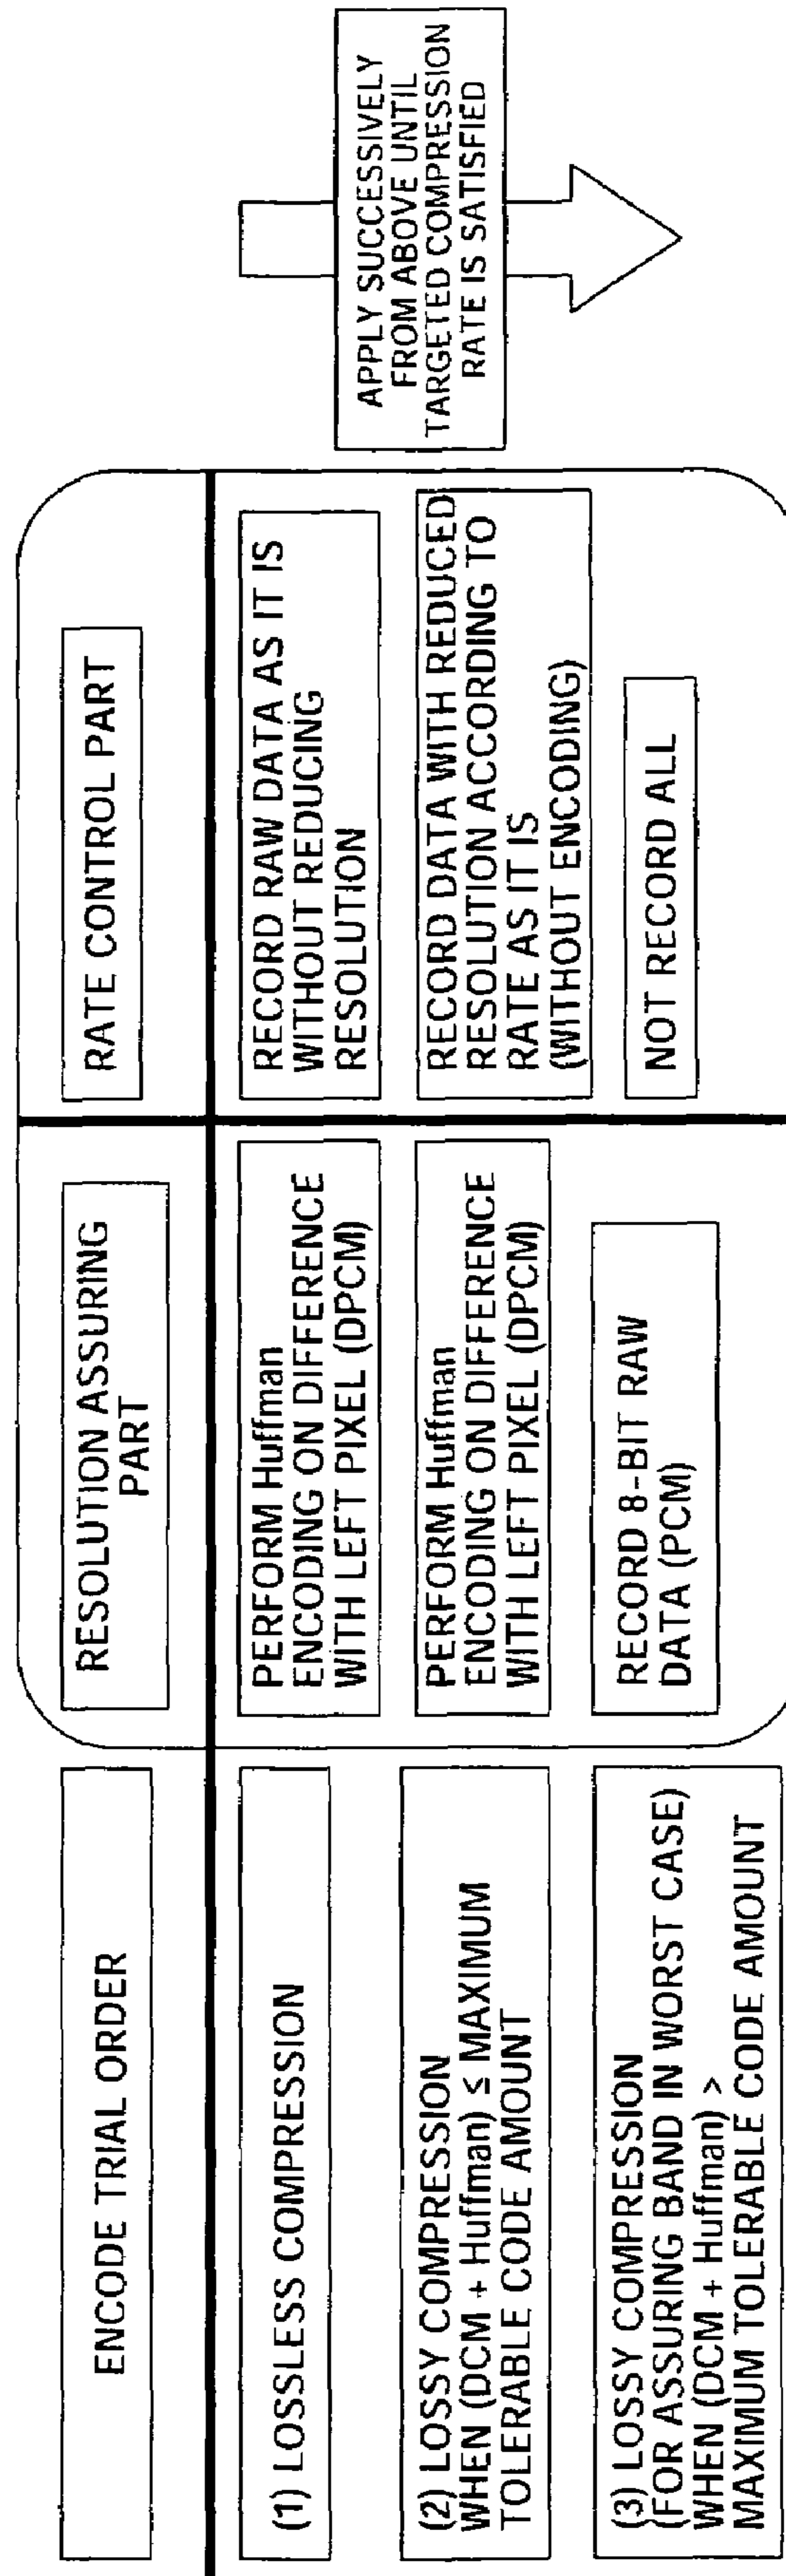 ENCODE TRIAL ORDER
RESOLUTION ASSURING
PART
RATE CONTROL PART
(1) LOSSLESS COMPRESSION
PERFORM Huffman
ENCODING ON DIFFERENCE
WITH LEFT PIXEL (DPCM)
RECORD RAW DATA AS IT IS
WITHOUT REDUCING
RESOLUTION
(2) LOSSY COMPRESSION
WHEN (DCM + Huffman) ≤ MAXIMUM
TOLERABLE CODE AMOUNT
PERFORM Huffman
ENCODING ON DIFFERENCE
WITH LEFT PIXEL (DPCM)
RECORD DATA WITH REDUCED
RESOLUTION ACCORDING TO
RATE AS IT IS
(WITHOUT ENCODING)
(3) LOSSY COMPRESSION
(FOR ASSURING BAND IN WORST CASE)
WHEN (DCM + Huffman) >
MAXIMUM TOLERABLE CODE AMOUNT
RECORD 8-BIT RAW
DATA (PCM)
NOT RECORD ALL
APPLY SUCCESSIVELY
FROM ABOVE UNTIL
TARGETED COMPRESSION
RATE IS SATISFIED